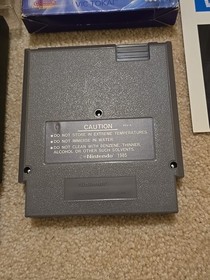 VIC TOKAI
CAUTION
•DO NOT STORE IN EXTREME TEMPERATURES.
•DO NOT IMMERSE IN WATER.
•DO NOT CLEAN WITH BENZENE, THINNER,
ALCOHOL OR OTHER SUCH SOLVENTS.
©Nintendo 1985